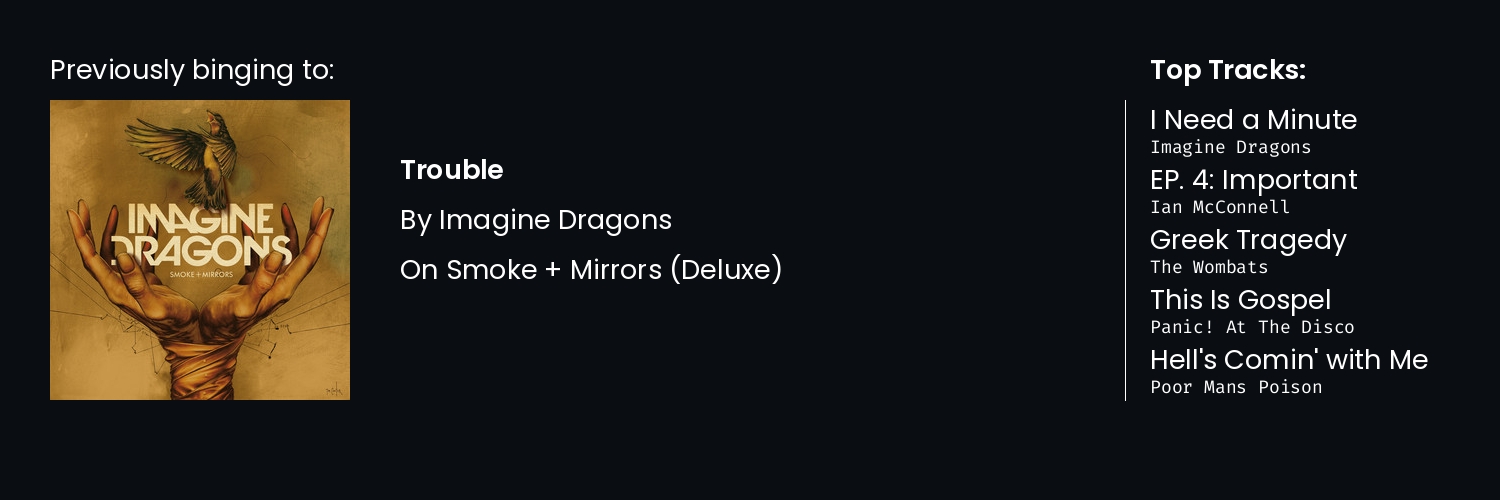 Previously binging to:
IMAGINE
DRAGONS
SMOKE + MIRRORS
Trouble
By Imagine Dragons
On Smoke + Mirrors (Deluxe)
Top Tracks:
I Need a Minute
Imagine Dragons
EP. 4: Important
Ian McConnell
Greek Tragedy
The Wombats
This Is Gospel
Panic! At The Disco
Hell's Comin' with Me
Poor Mans Poison